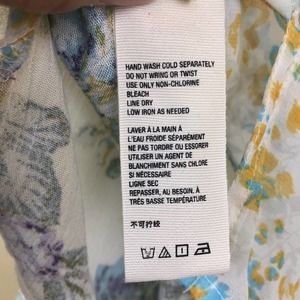 HAND WASH COLD SEPARATELY
DO NOT WRING OR TWIST
USE ONLY NON-CHLORINE
BLEACH
LINE DRY
LOW IRON AS NEEDED
LAVER À LA MAIN À
L'EAU FROIDE SÉPARÉMENT
NE PAS TORDRE OU ESSORER
UTILISER UN AGENT DE
BLANCHIMENT SANS CHLORE
SI NÉCESSAIRE
LIGNE SEC
REPASSER, AU BESOIN, À
TRÈS BASSE TEMPÉRATURE
不可拧绞